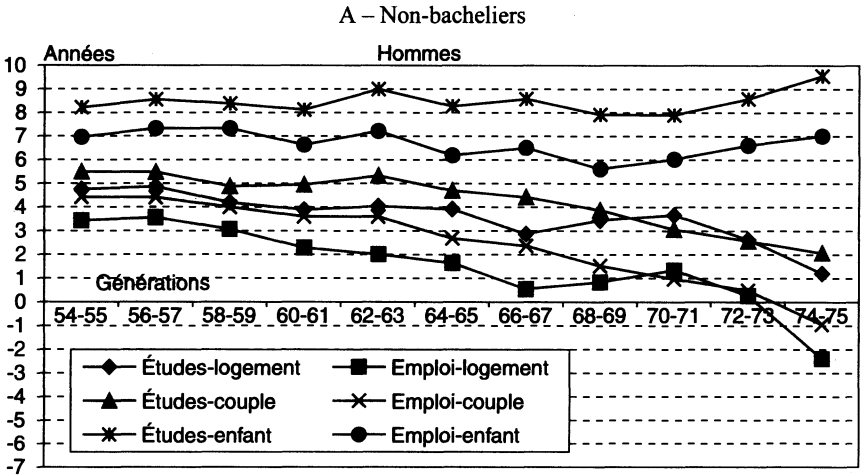 A – Non-bacheliers
Années
Hommes
10
9
8
7
6
5
4
3
2
1
0
-1
-2
-3
-4
-5
-6
-7
Générations
54-55 56-57 58-59 60-61 62-63 64-65 66-67 68-69 70-71 72-73 74-75
Études-logement Emploi-logement
Études-couple Emploi-couple
Études-enfant Emploi-enfant